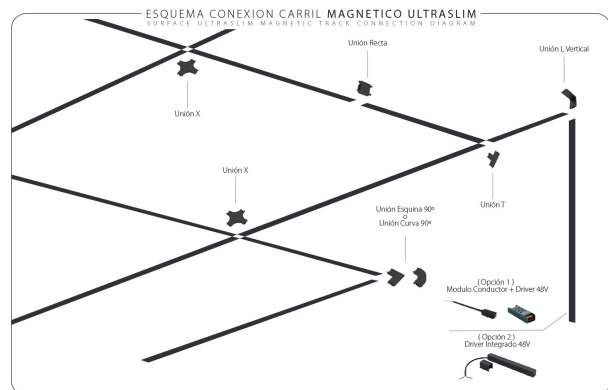 ESQUEMA CONEXION CARRIL MAGNETICO ULTRASLIM
SURFACE ULTRASLIM MAGNETIC TRACK CONNECTION DIAGRAM
Unión Recta
Unión L Vertical
Unión X
Unión X
Unión T
Unión Esquina 90º
o
Unión Curva 90º
( Opción 1 )
Modulo Conductor + Driver 48V
( Opción 2 )
Driver Integrado 48V